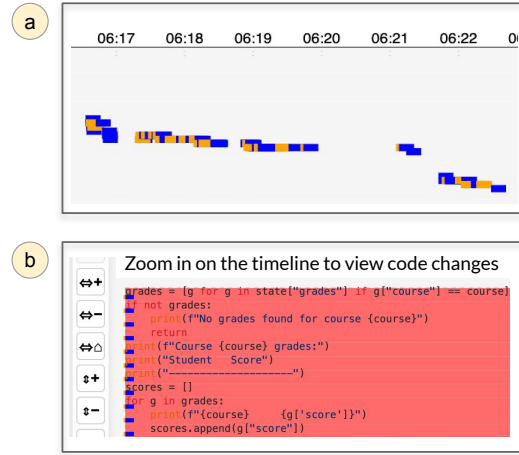 a
06:17 06:18 06:19 06:20 06:21 06:22 0
b
Zoom in on the timeline to view code changes
grades = [g for g in state["grades"] if g["course"] == course]
if not grades:
print(f"No grades found for course {course}")
return
print(f"Course {course} grades:")
print("Student   Score")
print("--------------------")
scores = []
for g in grades:
print(f"{course}     {g['score']}")
scores.append(g["score"])